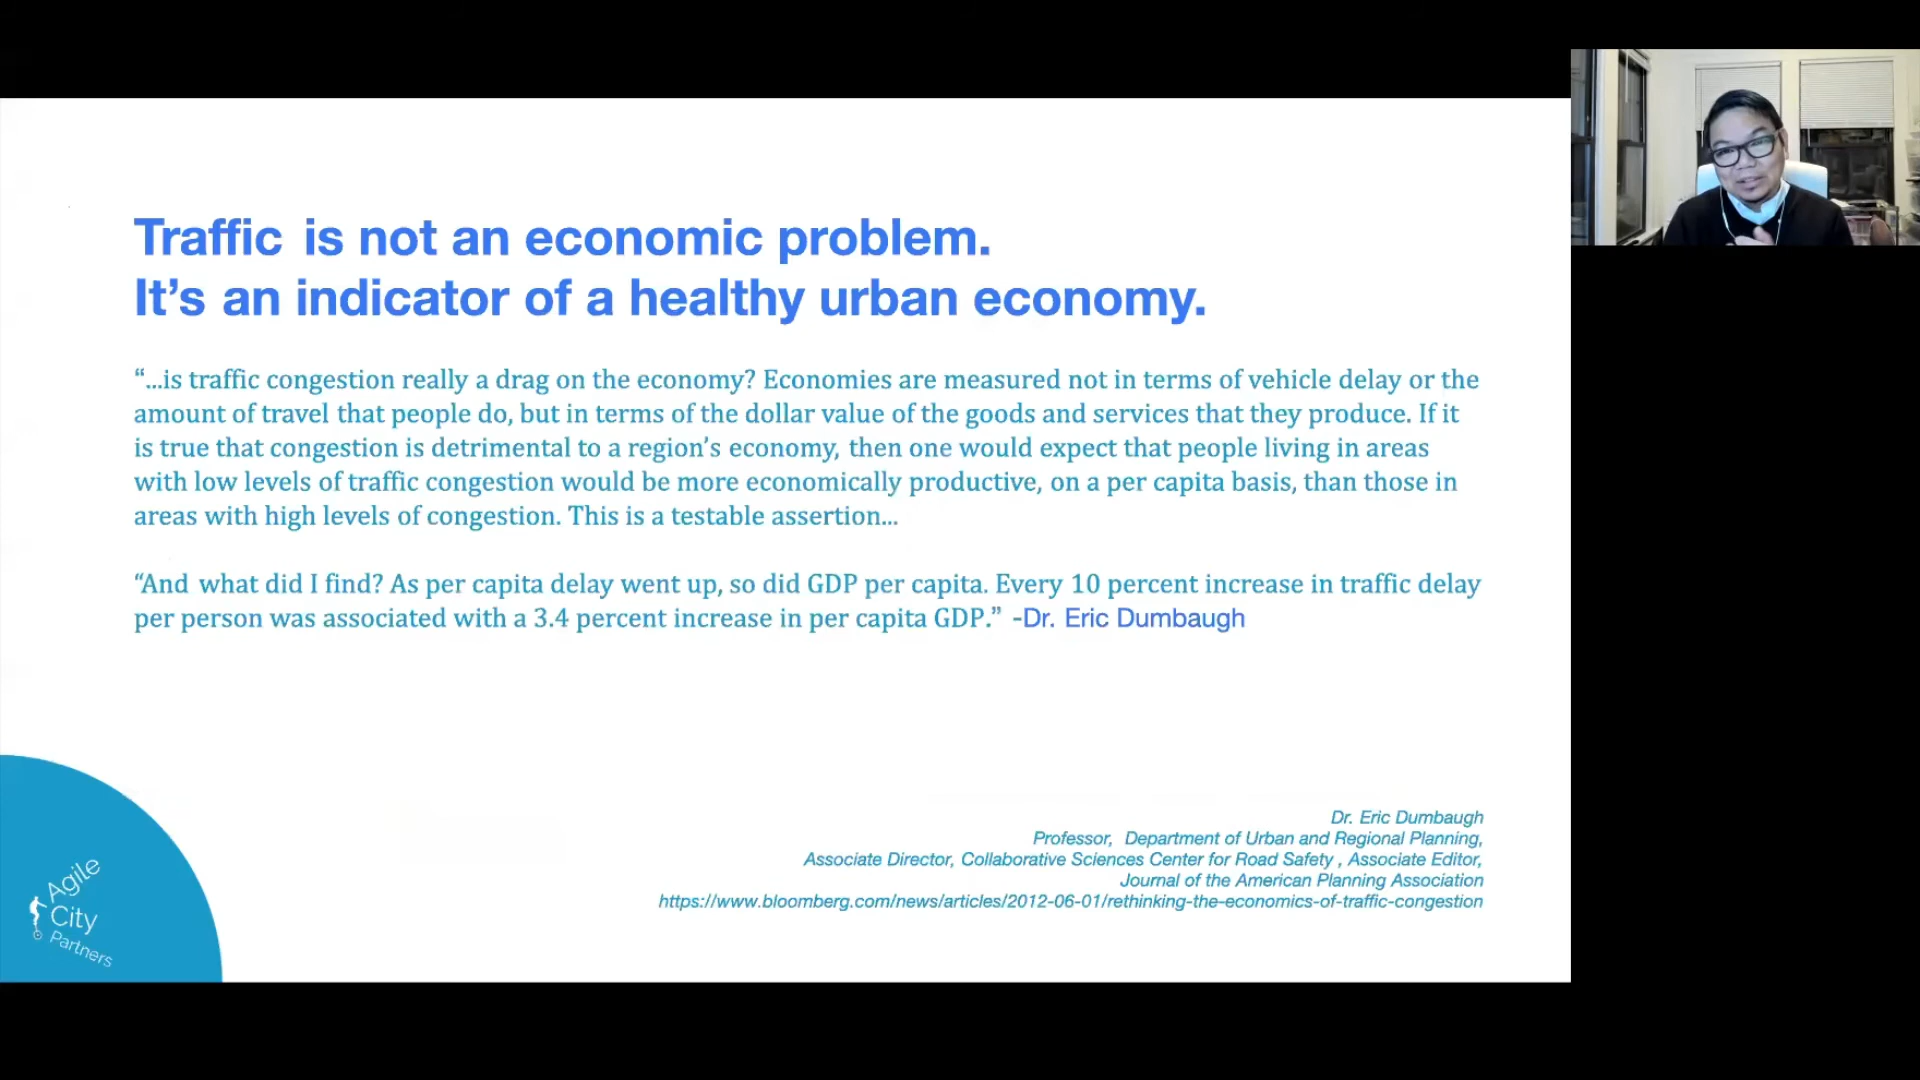 Traffic is not an economic problem.
It’s an indicator of a healthy urban economy.
“...is traffic congestion really a drag on the economy? Economies are measured not in terms of vehicle delay or the
amount of travel that people do, but in terms of the dollar value of the goods and services that they produce. If it
is true that congestion is detrimental to a region’s economy, then one would expect that people living in areas
with low levels of traffic congestion would be more economically productive, on a per capita basis, than those in
areas with high levels of congestion. This is a testable assertion...
“And what did I find? As per capita delay went up, so did GDP per capita. Every 10 percent increase in traffic delay
per person was associated with a 3.4 percent increase in per capita GDP.” -Dr. Eric Dumbaugh
Dr. Eric Dumbaugh
Professor, Department of Urban and Regional Planning,
Associate Director, Collaborative Sciences Center for Road Safety , Associate Editor,
Journal of the American Planning Association
https://www.bloomberg.com/news/articles/2012-06-01/rethinking-the-economics-of-traffic-congestion
Agile
City
Partners